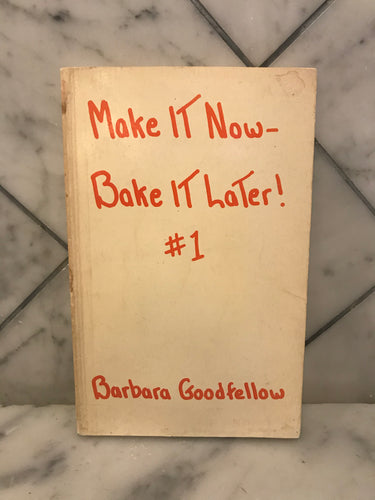 Make IT Now-
Bake IT LaTer!
#1
Barbara Goodfellow